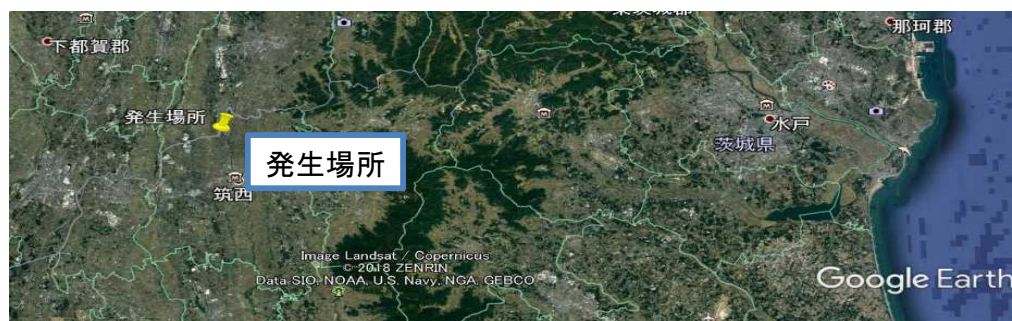 下都賀郡
那珂郡
発生場所
発生場所
水戸
茨城県
筑西
Image Landsat / Copernicus
© 2018 ZENRIN
Data SIO, NOAA, U.S. Navy, NGA, GEBCO
Google Earth